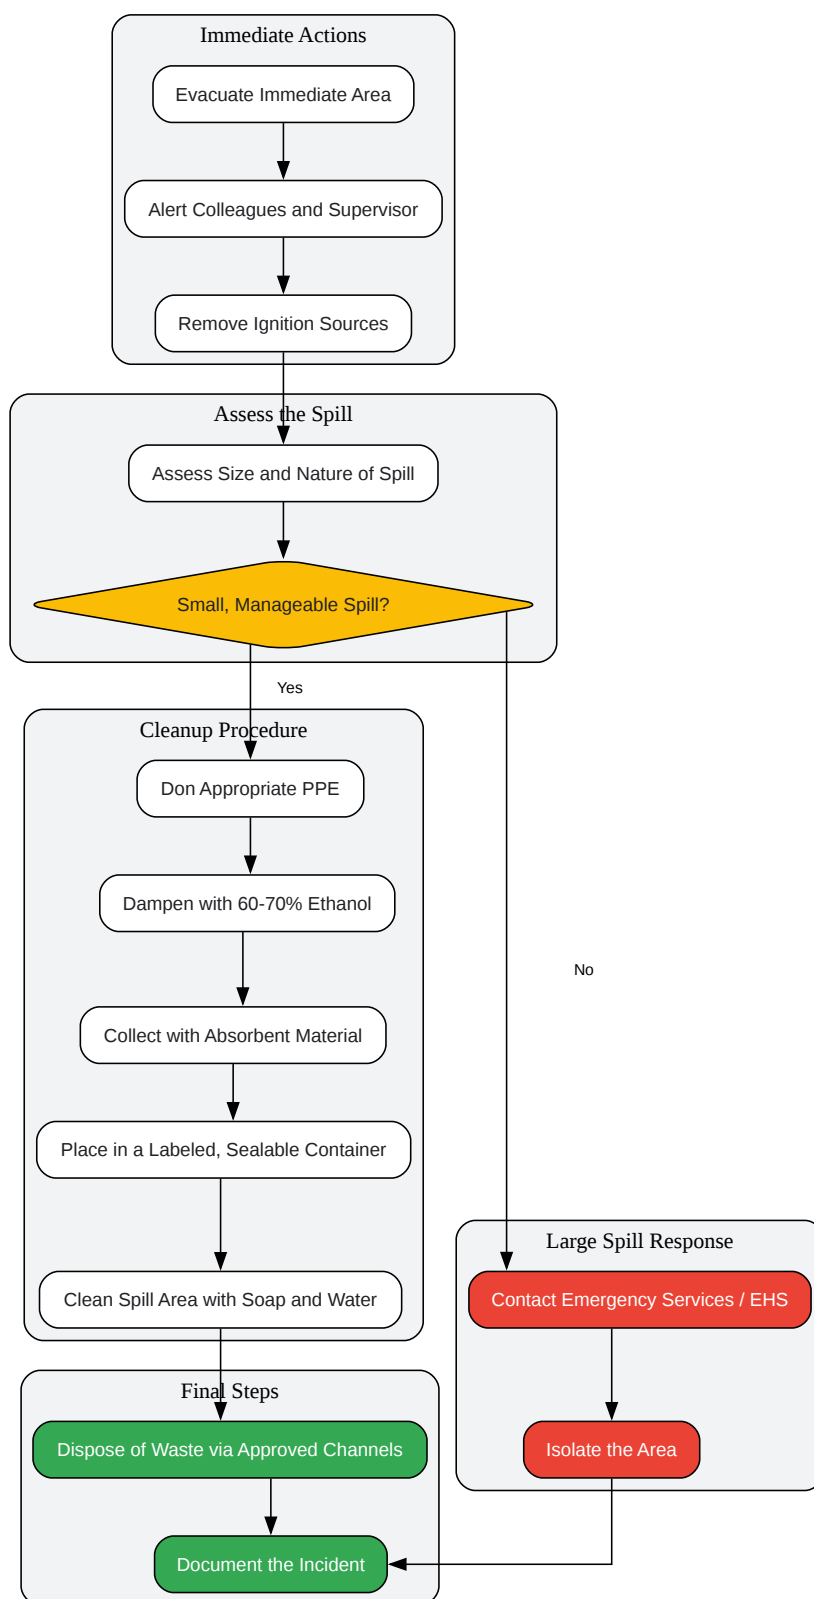 Immediate Actions
Evacuate Immediate Area
Alert Colleagues and Supervisor
Remove Ignition Sources
Assess the Spill
Assess Size and Nature of Spill
Small, Manageable Spill?
Yes
Cleanup Procedure
Don Appropriate PPE
Dampen with 60-70% Ethanol
No
Collect with Absorbent Material
Place in a Labeled, Sealable Container
Clean Spill Area with Soap and Water
Large Spill Response
Contact Emergency Services / EHS
Isolate the Area
Final Steps
Dispose of Waste via Approved Channels
Document the Incident